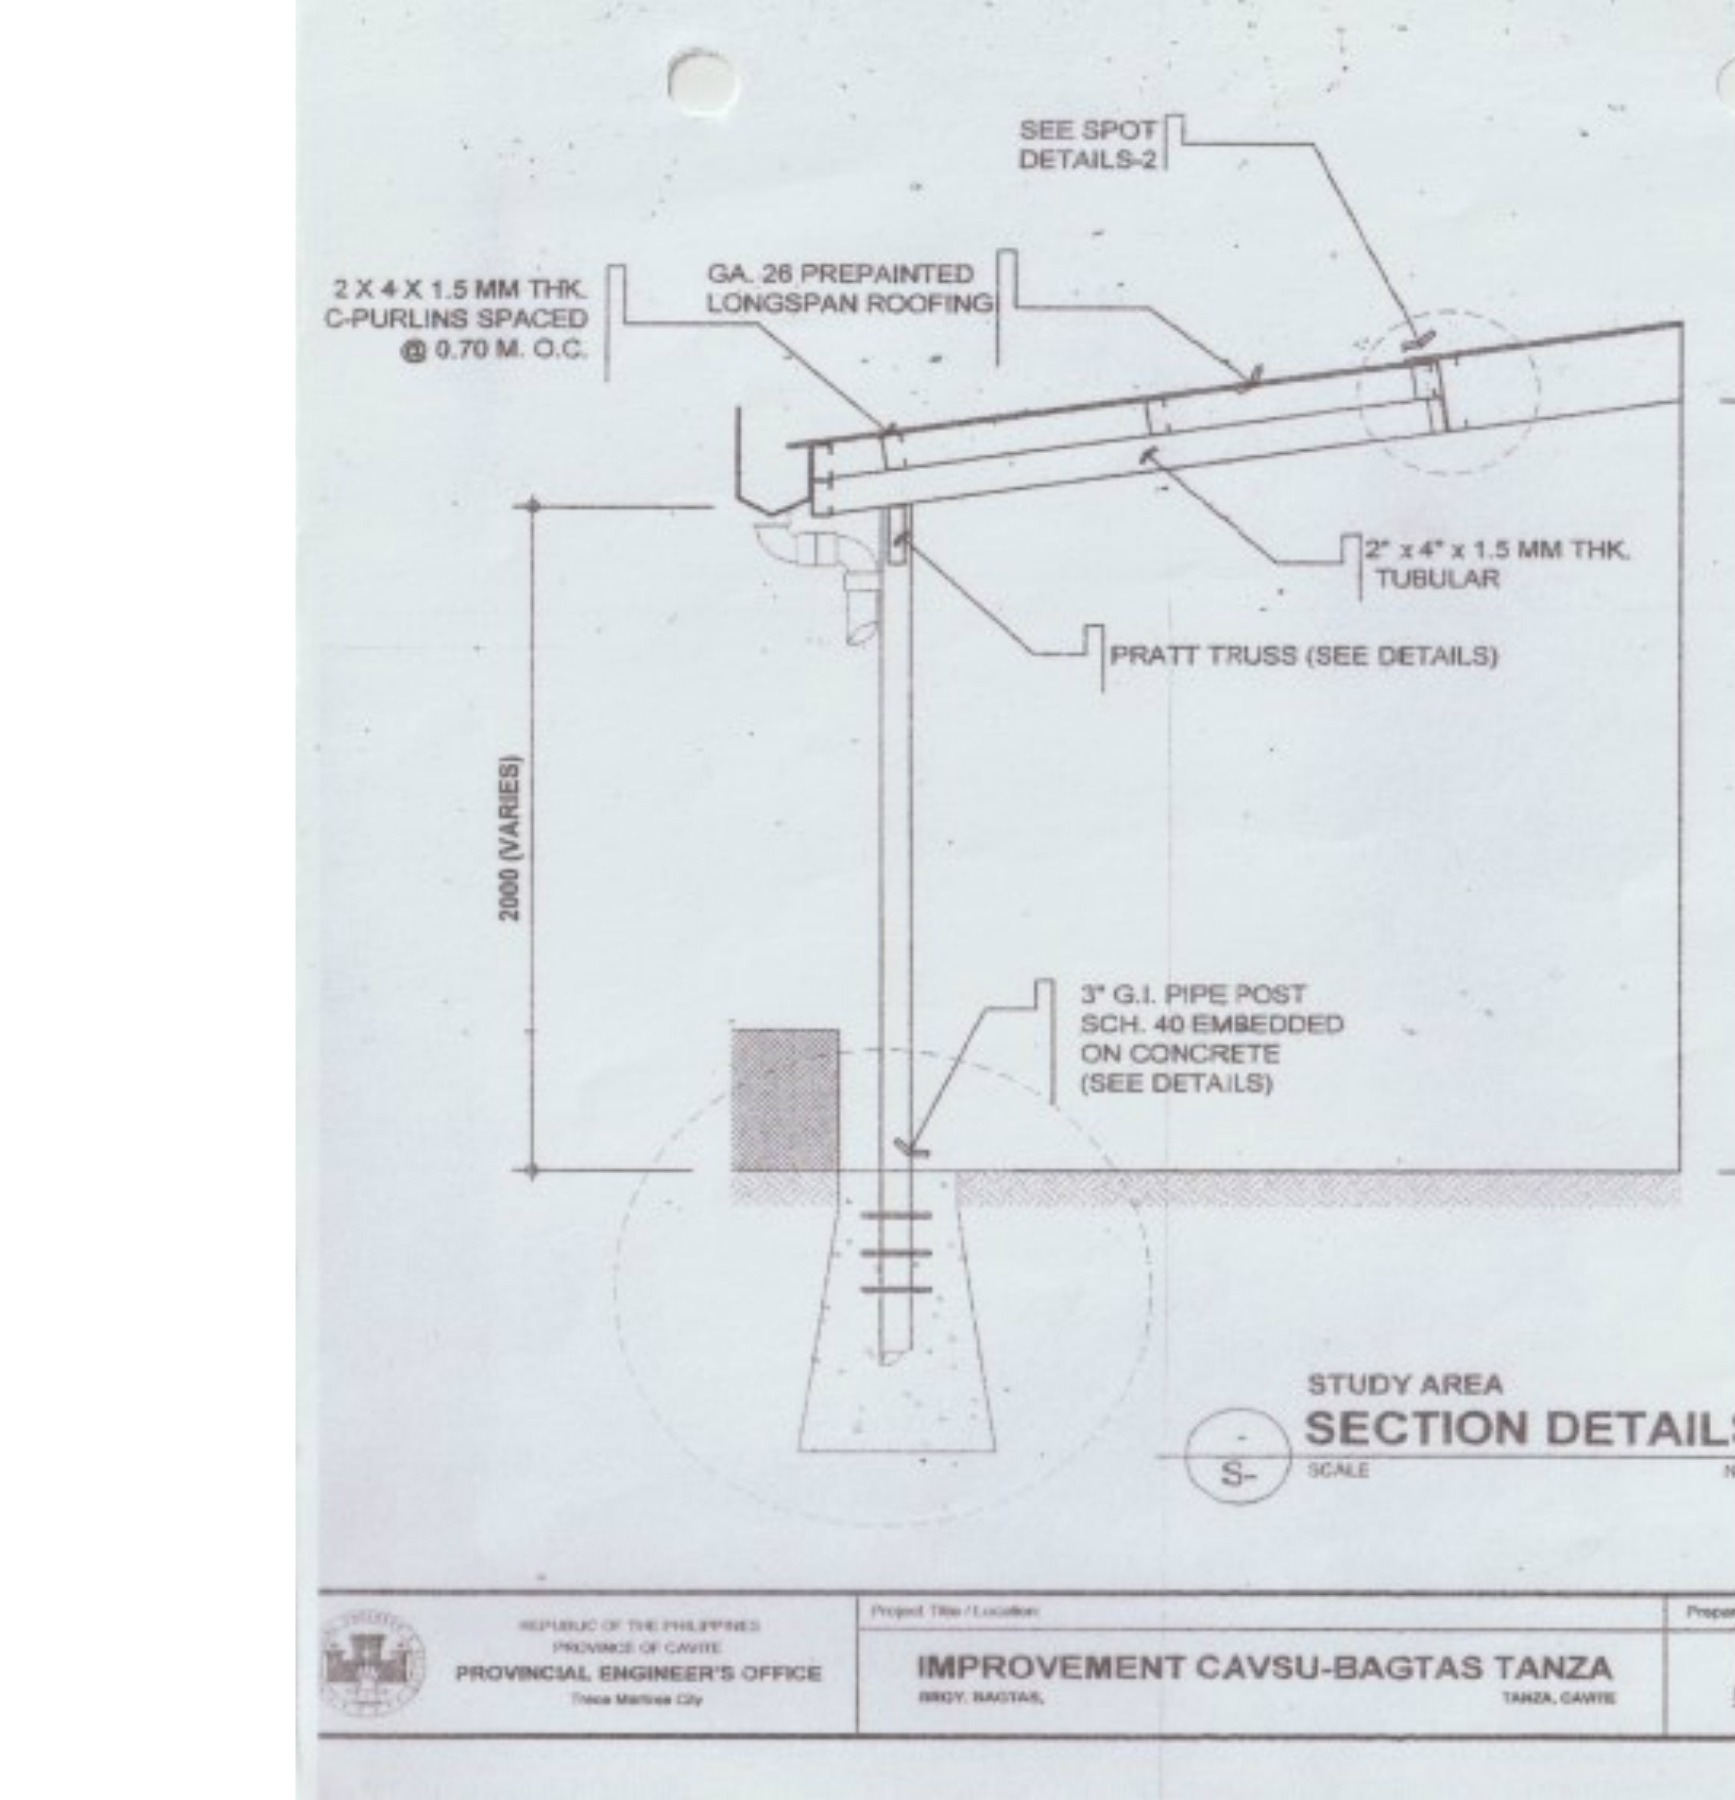 SEE SPOT
DETAILS-2
2 X 4 X 1.5 MM THK.
C-PURLINS SPACED
@ 0.70 M. O.C.
GA. 26 PREPAINTED
LONGSPAN ROOFING
2" x 4" x 1.5 MM THK.
TUBULAR
PRATT TRUSS (SEE DETAILS)
2000 (VARIES)
3" G.I. PIPE POST
SCH. 40 EMBEDDED
ON CONCRETE
(SEE DETAILS)
STUDY AREA
SECTION DETAILS
-
S-
SCALE
REPUBLIC OF THE PHILIPPINES
PROVINCE OF CAVITE
PROVINCIAL ENGINEER'S OFFICE
Trece Martires City
Project Title / Location:
IMPROVEMENT CAVSU-BAGTAS TANZA
BRGY. BAGTAS,
TANZA, CAVITE